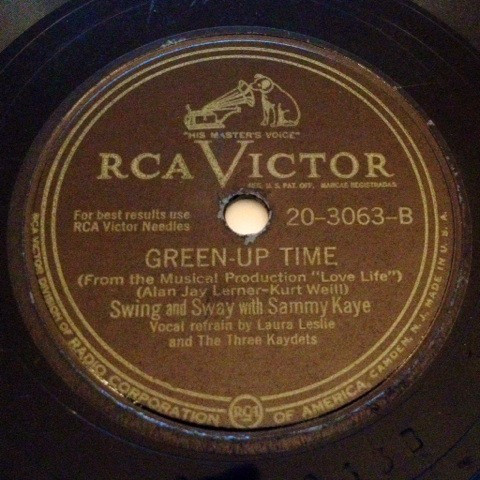 "HIS MASTER'S VOICE"
RCA VICTOR
REG. U. S. PAT. OFF. MARCAS REGISTRADAS
For best results use
RCA Victor Needles
20-3063-B
GREEN-UP TIME
(From the Musical Production "Love Life")
(Alan Jay Lerner-Kurt Weill)
Swing and Sway with Sammy Kaye
Vocal refrain by Laura Leslie
and The Three Kaydets
RCA VICTOR DIVISION OF RADIO CORPORATION OF AMERICA, CAMDEN, N. J. MADE IN U. S. A.
RCA